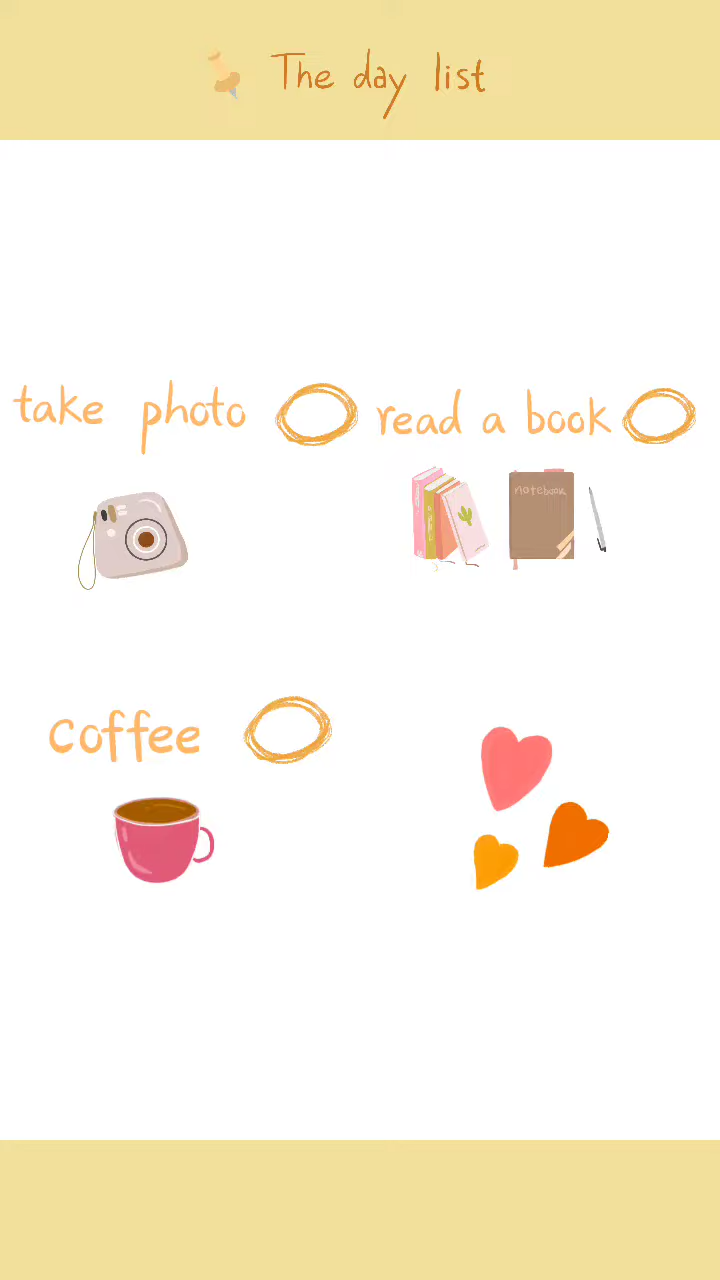 The day list
take photo
read a book
notebook
coffee